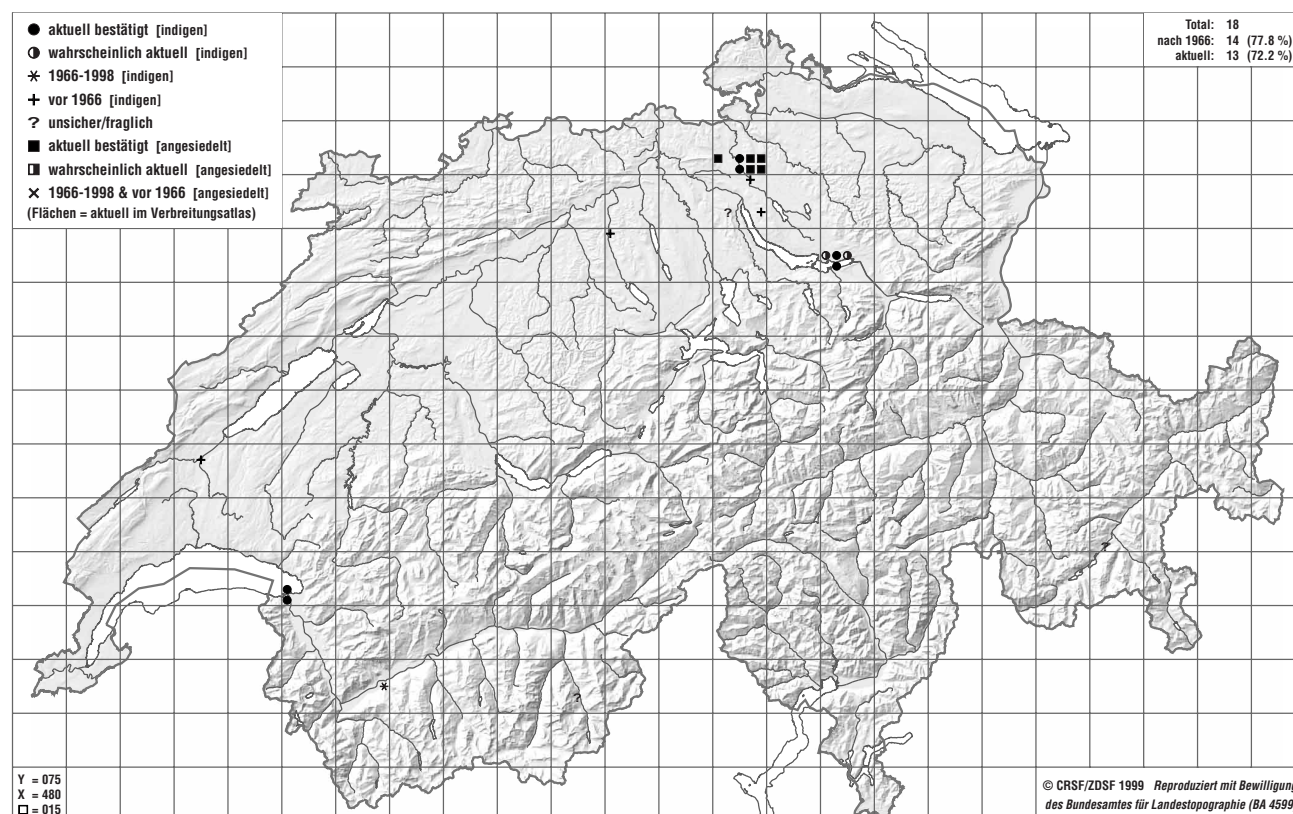 aktuell bestätigt [indigen]
wahrscheinlich aktuell [indigen]
1966-1998 [indigen]
vor 1966 [indigen]
? unsicher/fraglich
aktuell bestätigt [angesiedelt]
wahrscheinlich aktuell [angesiedelt]
1966-1998 & vor 1966 [angesiedelt]
(Flächen = aktuell im Verbreitungsatlas)
Total: 18
nach 1966: 14 (77.8 %)
aktuell: 13 (72.2 %)
?
?
?
Y = 075
X = 480
= 015
© CRSF/ZDSF 1999 Reproduziert mit Bewilligung
des Bundesamtes für Landestopographie (BA 4599